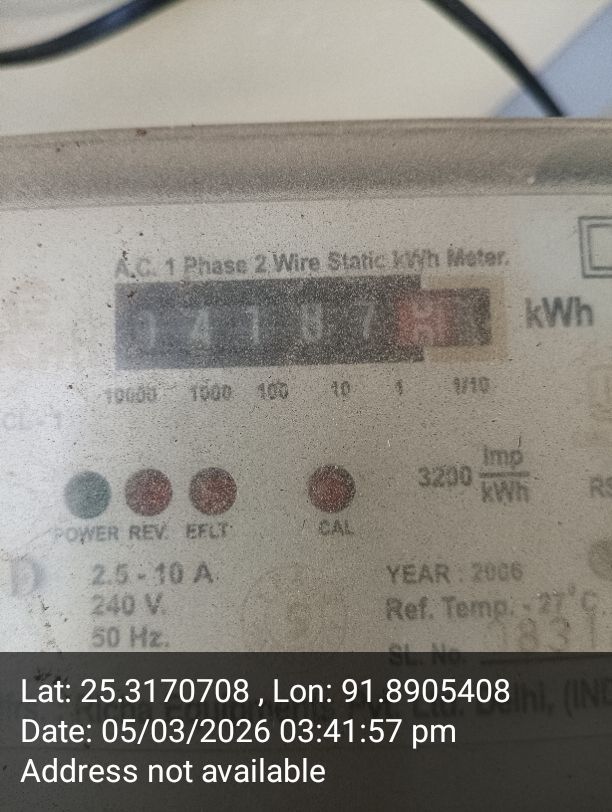 A.C. 1 Phase 2 Wire Static kWh Meter.
1 4 1 8 7
kWh
10000 1000 100 10 1 1/10
3200 Imp/kWh
POWER REV. EFLT CAL
2.5 - 10 A
240 V.
50 Hz.
YEARː 2006
Ref. Temp. - 27°C
SL. No.
Lat: 25.3170708 , Lon: 91.8905408
Date: 05/03/2026 03:41:57 pm
Address not available